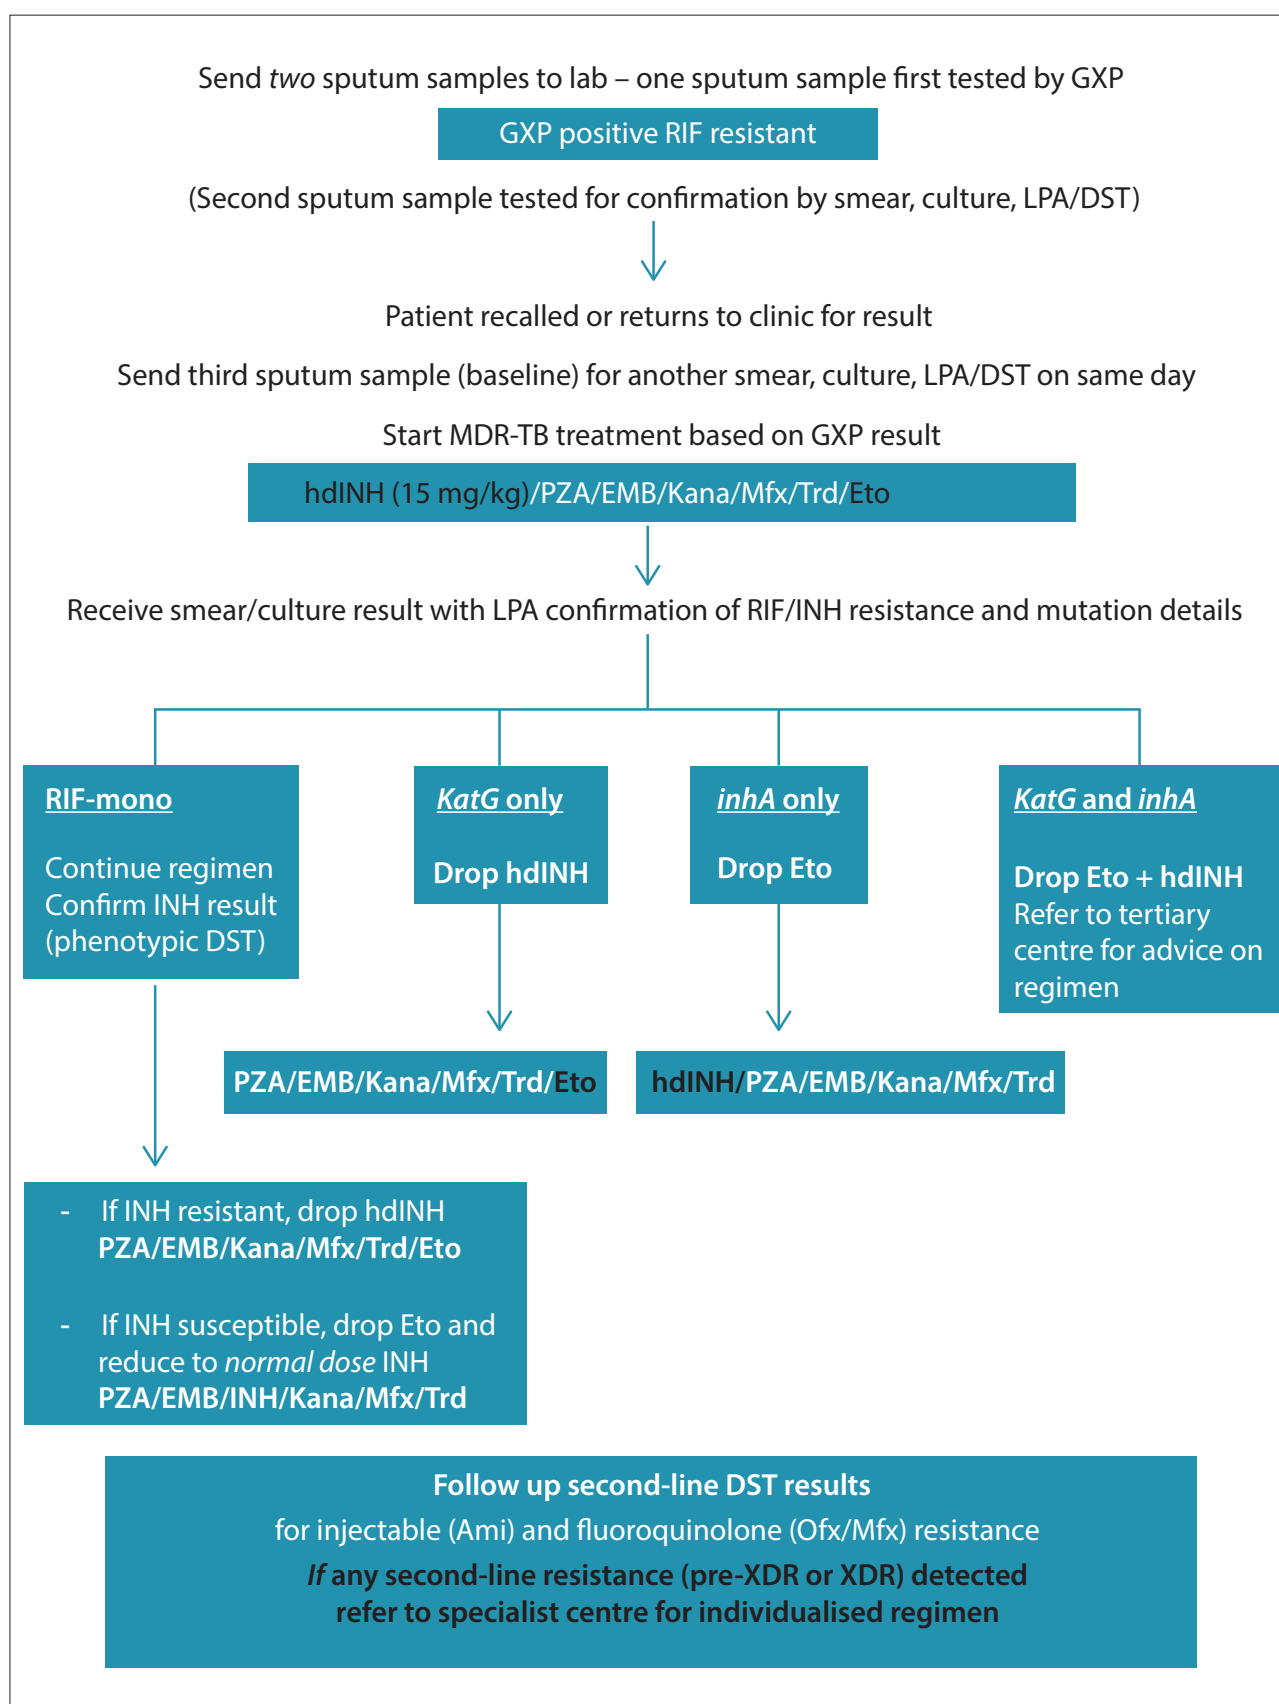 Send two sputum samples to lab – one sputum sample first tested by GXP
GXP positive RIF resistant
(Second sputum sample tested for confirmation by smear, culture, LPA/DST)
Patient recalled or returns to clinic for result
Send third sputum sample (baseline) for another smear, culture, LPA/DST on same day
Start MDR-TB treatment based on GXP result
hdINH (15 mg/kg)/PZA/EMB/Kana/Mfx/Trd/Eto
Receive smear/culture result with LPA confirmation of RIF/INH resistance and mutation details
RIF-mono
Continue regimen
Confirm INH result
(phenotypic DST)
KatG only
Drop hdINH
inhA only
Drop Eto
KatG and inhA
Drop Eto + hdINH
Refer to tertiary
centre for advice on
regimen
PZA/EMB/Kana/Mfx/Trd/Eto
hdINH/PZA/EMB/Kana/Mfx/Trd
- If INH resistant, drop hdINH
PZA/EMB/Kana/Mfx/Trd/Eto
- If INH susceptible, drop Eto and
reduce to normal dose INH
PZA/EMB/INH/Kana/Mfx/Trd
Follow up second-line DST results
for injectable (Ami) and fluoroquinolone (Ofx/Mfx) resistance
If any second-line resistance (pre-XDR or XDR) detected
refer to specialist centre for individualised regimen